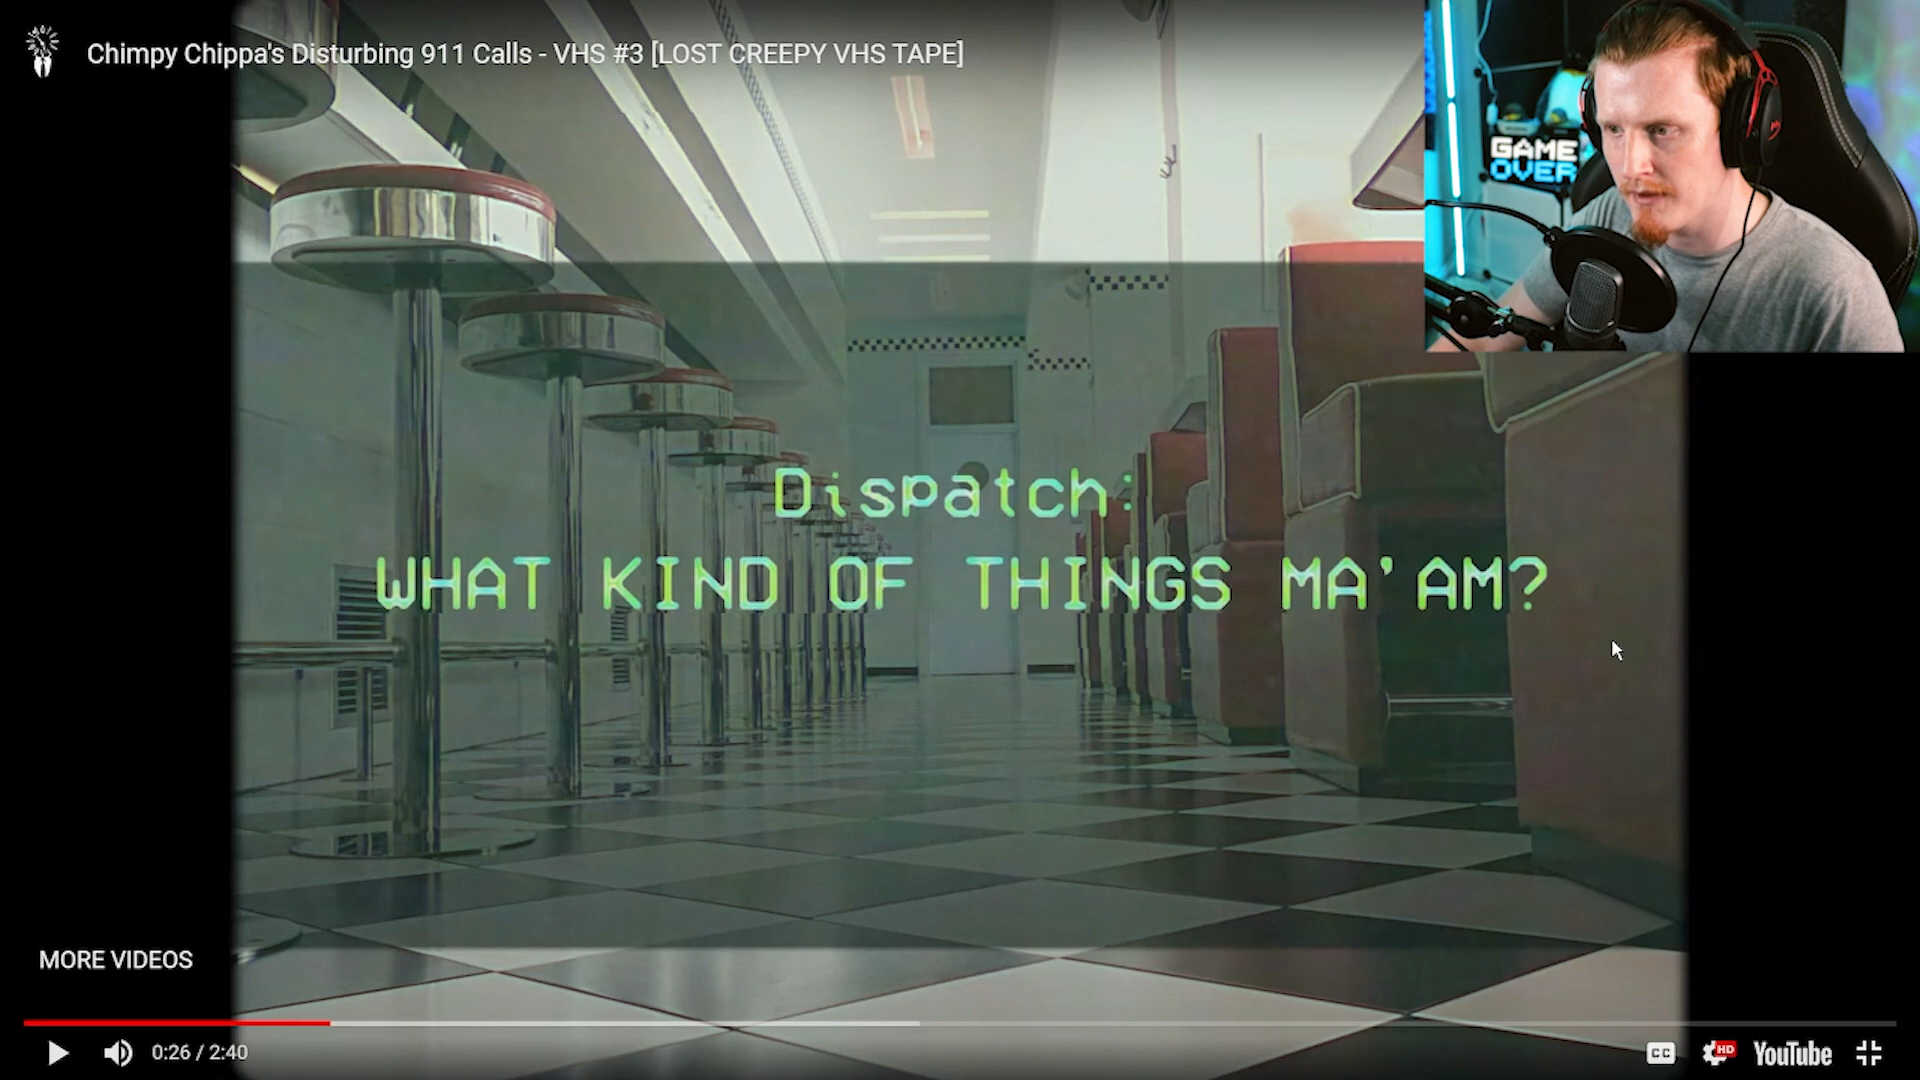 Chimpy Chippa's Disturbing 911 Calls - VHS #3 [LOST CREEPY VHS TAPE]
GAME
OVER
Dispatch:
WHAT KIND OF THINGS MA'AM?
MORE VIDEOS
0:26 / 2:40
CC
HD
YouTube